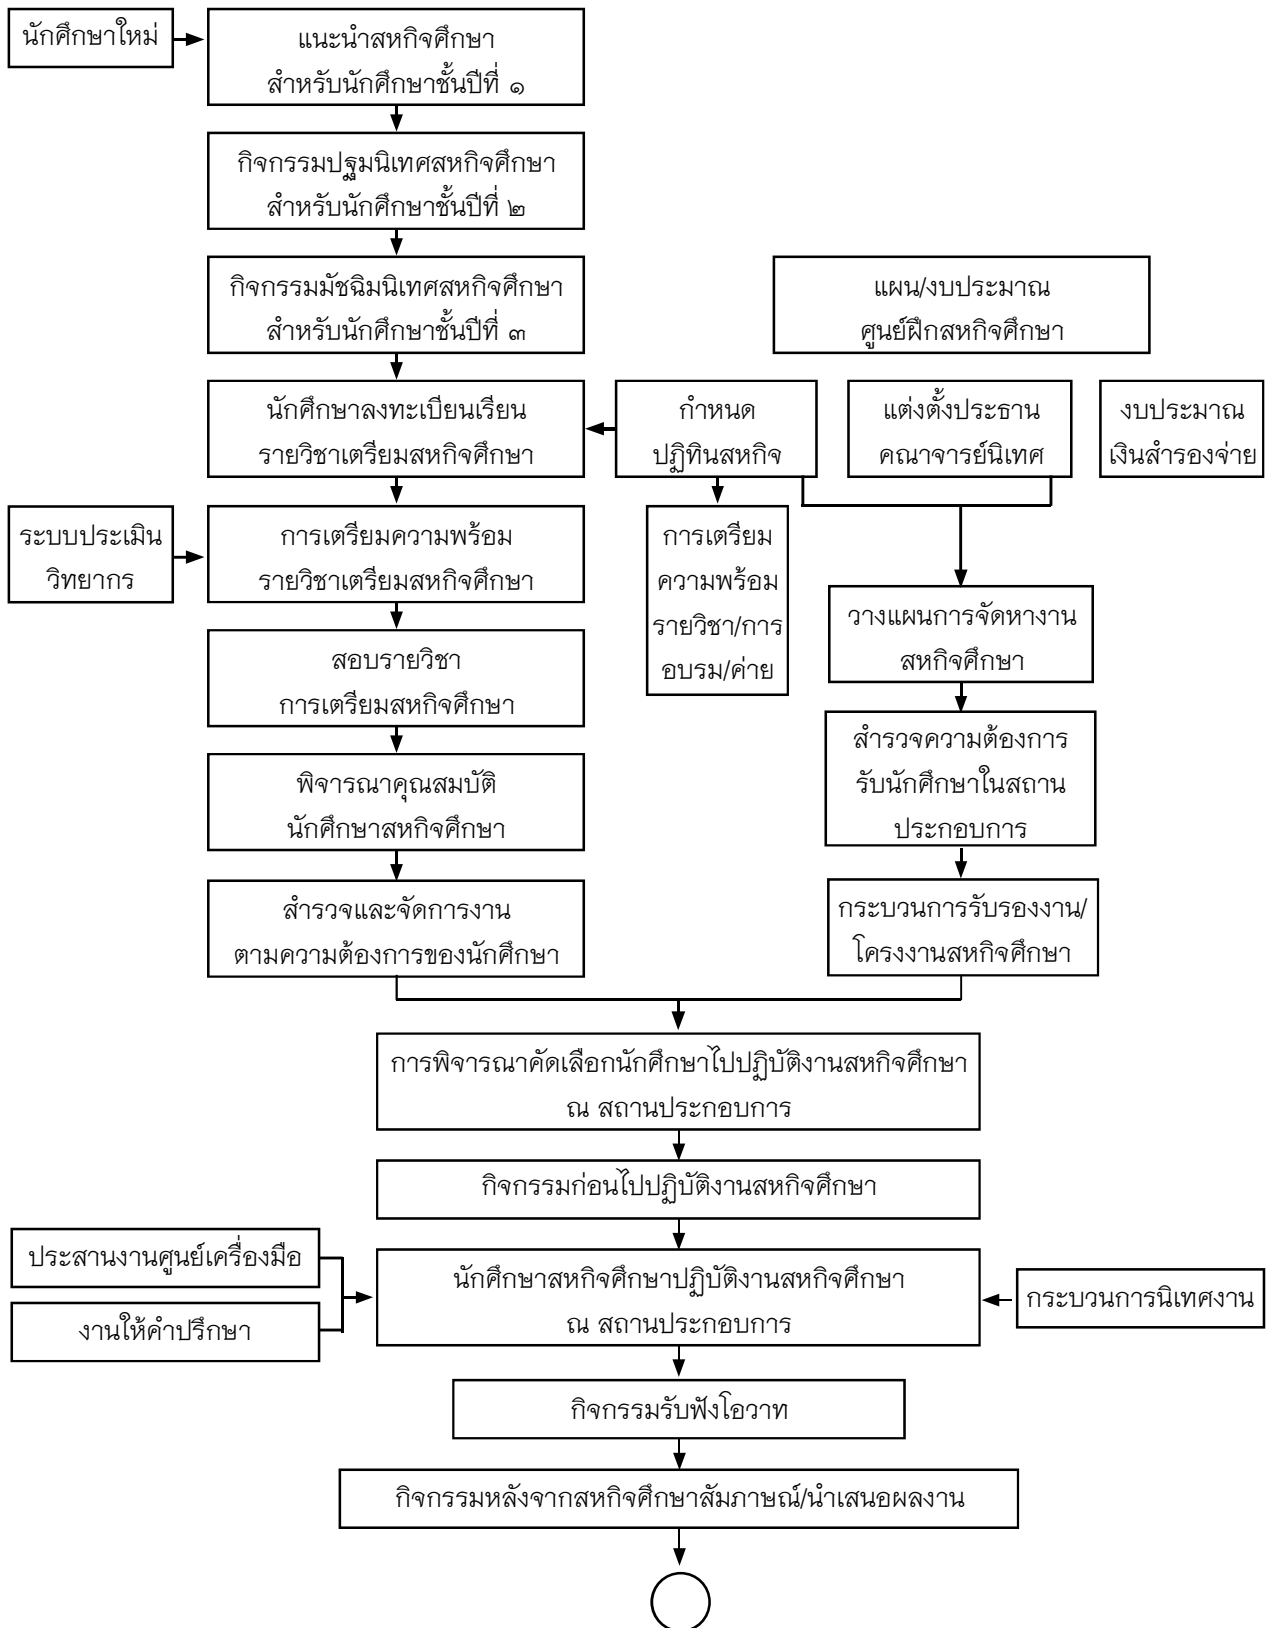 นักศึกษาใหม่
แนะนำสหกิจศึกษา
สำหรับนักศึกษาชั้นปีที่ ๑
กิจกรรมปฐมนิเทศสหกิจศึกษา
สำหรับนักศึกษาชั้นปีที่ ๒
กิจกรรมมัชฉิมนิเทศสหกิจศึกษา
สำหรับนักศึกษาชั้นปีที่ ๓
แผน/งบประมาณ
ศูนย์ฝึกสหกิจศึกษา
นักศึกษาลงทะเบียนเรียน
รายวิชาเตรียมสหกิจศึกษา
กำหนด
ปฏิทินสหกิจ
แต่งตั้งประธาน
คณาจารย์นิเทศ
งบประมาณ
เงินสำรองจ่าย
ระบบประเมิน
วิทยากร
การเตรียมความพร้อม
รายวิชาเตรียมสหกิจศึกษา
การเตรียม
ความพร้อม
รายวิชา/การ
อบรม/ค่าย
วางแผนการจัดหางาน
สหกิจศึกษา
สอบรายวิชา
การเตรียมสหกิจศึกษา
สำรวจความต้องการ
รับนักศึกษาในสถาน
ประกอบการ
พิจารณาคุณสมบัติ
นักศึกษาสหกิจศึกษา
สำรวจและจัดการงาน
ตามความต้องการของนักศึกษา
กระบวนการรับรองงาน/
โครงงานสหกิจศึกษา
การพิจารณาคัดเลือกนักศึกษาไปปฏิบัติงานสหกิจศึกษา
ณ สถานประกอบการ
กิจกรรมก่อนไปปฏิบัติงานสหกิจศึกษา
ประสานงานศูนย์เครื่องมือ
งานให้คำปรึกษา
นักศึกษาสหกิจศึกษาปฏิบัติงานสหกิจศึกษา
ณ สถานประกอบการ
กระบวนการนิเทศงาน
กิจกรรมรับฟังโอวาท
กิจกรรมหลังจากสหกิจศึกษาสัมภาษณ์/นำเสนอผลงาน